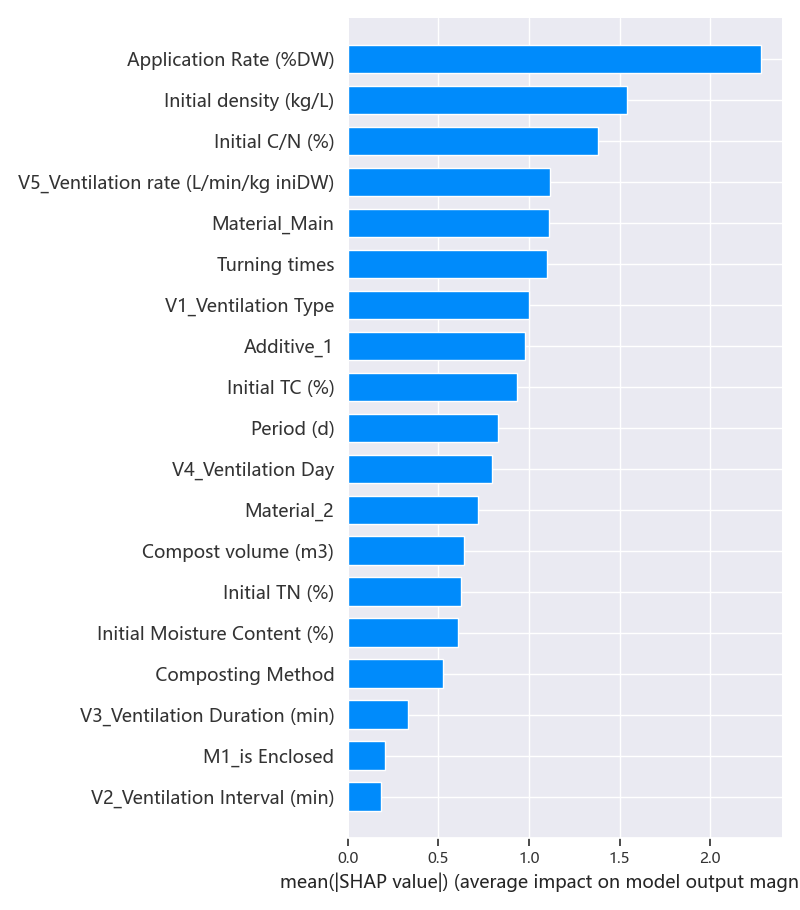 Application Rate (%DW)
Initial density (kg/L)
Initial C/N (%)
V5_Ventilation rate (L/min/kg iniDW)
Material_Main
Turning times
V1_Ventilation Type
Additive_1
Initial TC (%)
Period (d)
V4_Ventilation Day
Material_2
Compost volume (m3)
Initial TN (%)
Initial Moisture Content (%)
Composting Method
V3_Ventilation Duration (min)
M1_is Enclosed
V2_Ventilation Interval (min)
0.0 0.5 1.0 1.5 2.0
mean(|SHAP value|) (average impact on model output magn